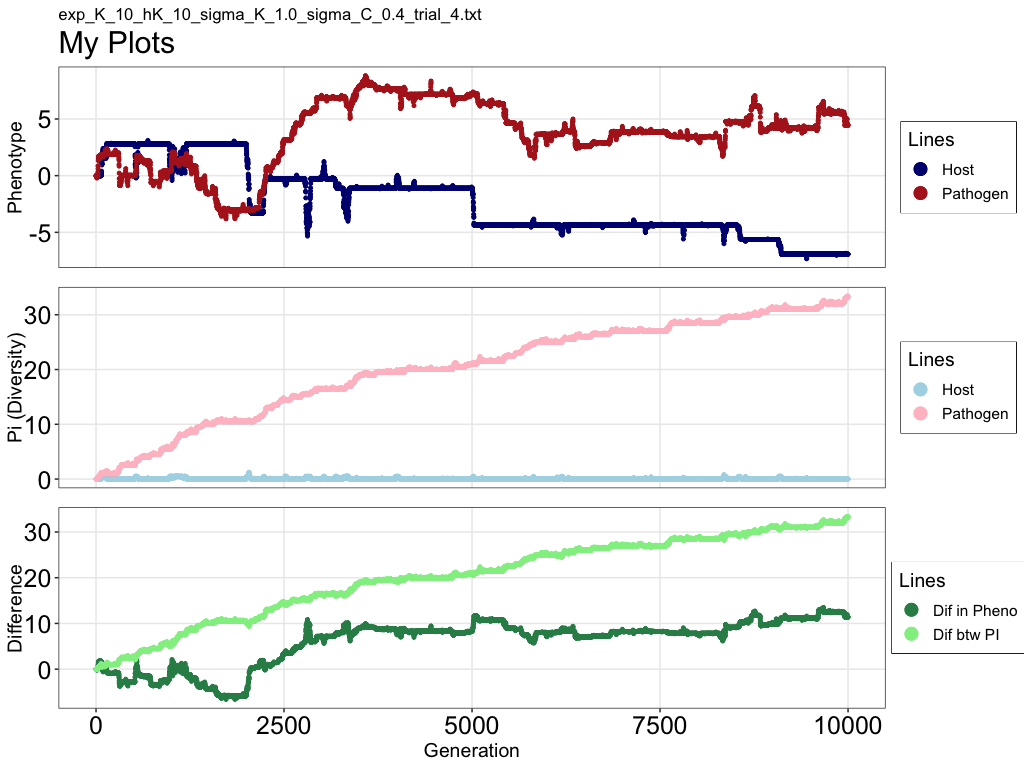 exp_K_10_hK_10_sigma_K_1.0_sigma_C_0.4_trial_4.txt
My Plots
Phenotype
5
0
-5
Lines
Host
Pathogen
Pi (Diversity)
30
20
10
0
Lines
Host
Pathogen
Difference
30
20
10
0
Lines
Dif in Pheno
Dif btw PI
0
2500
5000
7500
10000
Generation